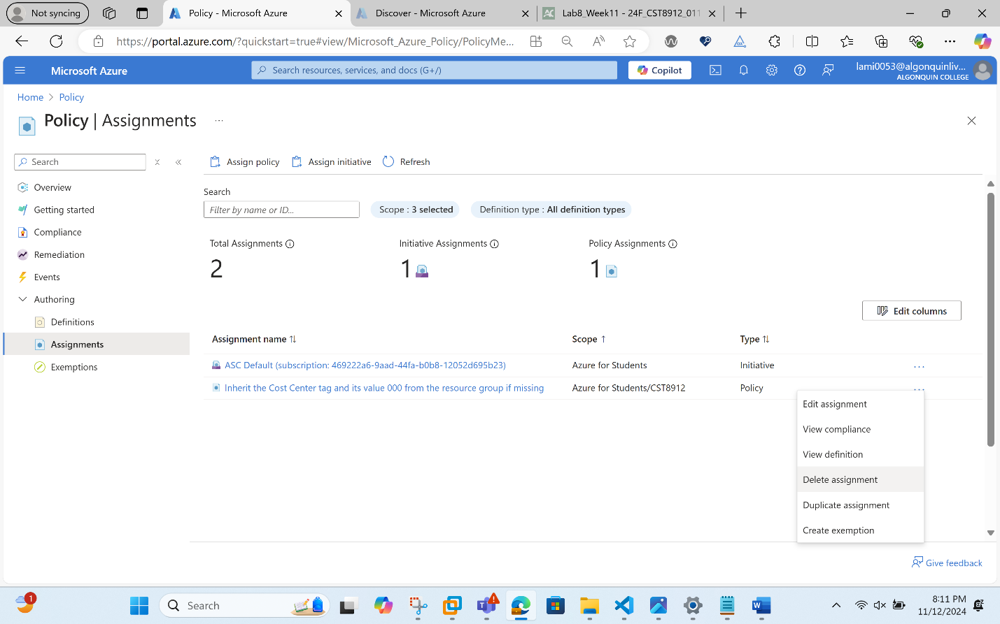 Not syncing
Policy - Microsoft Azure
Discover - Microsoft Azure
Lab8_Week11 - 24F_CST8912_011
https://portal.azure.com/?quickstart=true#view/Microsoft_Azure_Policy/PolicyMe...
Microsoft Azure
Search resources, services, and docs (G+/)
Copilot
lami0053@algonquinliv...
ALGONQUIN COLLEGE
Home > Policy
Policy | Assignments
...
Search
Assign policy
Assign initiative
Refresh
Overview
Getting started
Compliance
Remediation
Events
Authoring
Definitions
Assignments
Exemptions
Search
Filter by name or ID...
Scope : 3 selected
Definition type : All definition types
Total Assignments
Initiative Assignments
Policy Assignments
2
1
1
Edit columns
Assignment name ↑↓
Scope ↑
Type ↑↓
ASC Default (subscription: 469222a6-9aad-44fa-b0b8-12052d695b23)
Azure for Students
Initiative
...
Inherit the Cost Center tag and its value 000 from the resource group if missing
Azure for Students/CST8912
Policy
...
Edit assignment
View compliance
View definition
Delete assignment
Duplicate assignment
Create exemption
Give feedback
1
Search
8:11 PM
11/12/2024